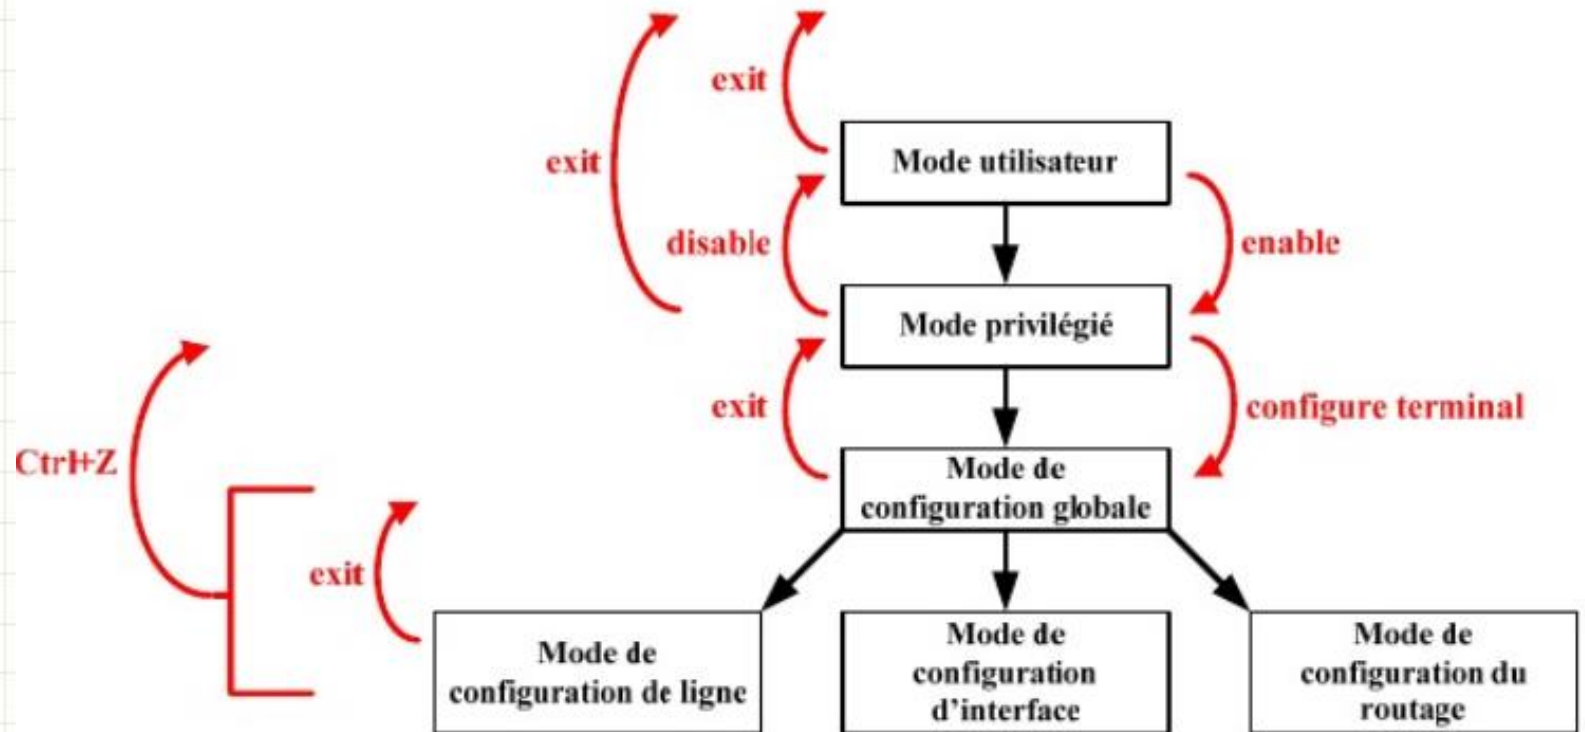 exit
Mode utilisateur
exit
disable
enable
Mode privilégié
exit
configure terminal
Ctrl+Z
Mode de
configuration globale
exit
Mode de
configuration de ligne
Mode de
configuration
d’interface
Mode de
configuration du
routage